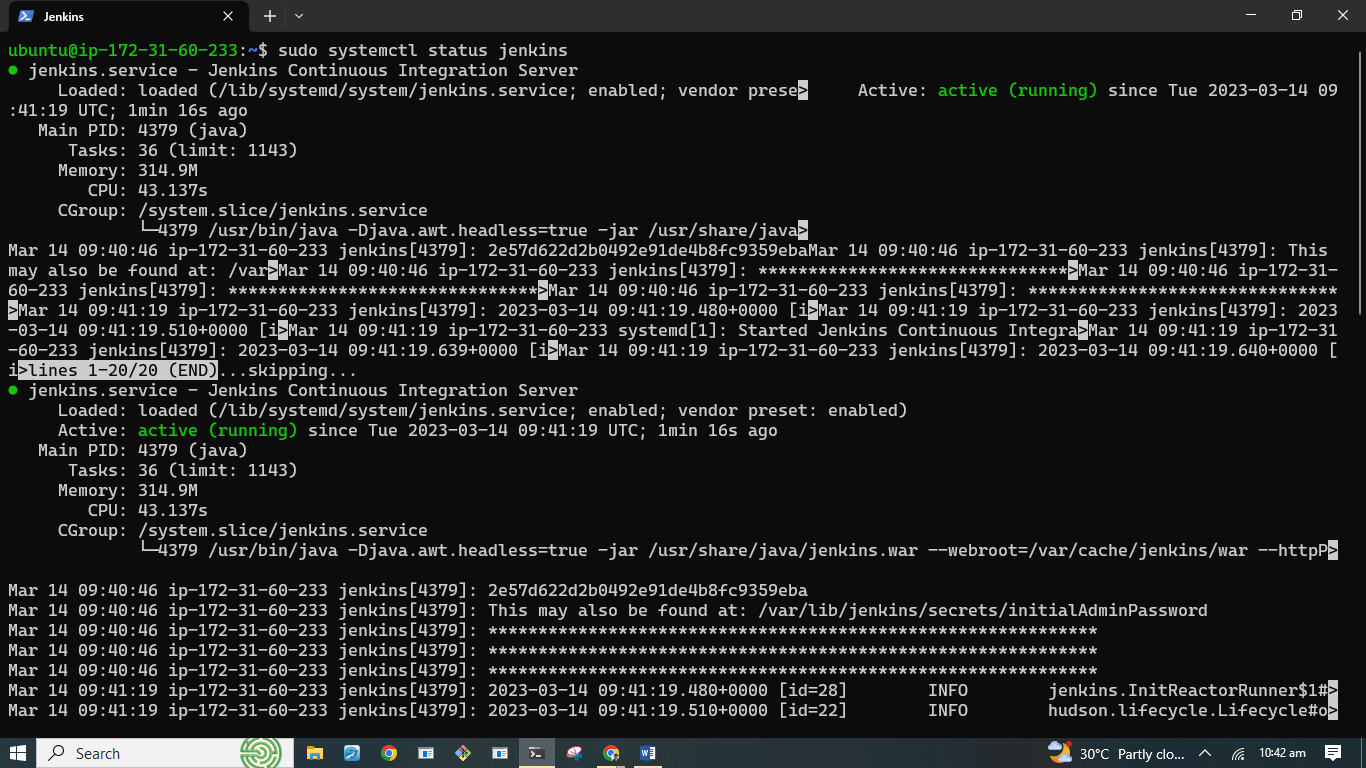 Jenkins
ubuntu@ip-172-31-60-233:~$ sudo systemctl status jenkins
● jenkins.service - Jenkins Continuous Integration Server
Loaded: loaded (/lib/systemd/system/jenkins.service; enabled; vendor prese> Active: active (running) since Tue 2023-03-14 09
:41:19 UTC; 1min 16s ago
Main PID: 4379 (java)
Tasks: 36 (limit: 1143)
Memory: 314.9M
CPU: 43.137s
CGroup: /system.slice/jenkins.service
└─4379 /usr/bin/java -Djava.awt.headless=true -jar /usr/share/java>
Mar 14 09:40:46 ip-172-31-60-233 jenkins[4379]: 2e57d622d2b0492e91de4b8fc9359ebaMar 14 09:40:46 ip-172-31-60-233 jenkins[4379]: This
may also be found at: /var>Mar 14 09:40:46 ip-172-31-60-233 jenkins[4379]: *******************************>Mar 14 09:40:46 ip-172-31-
60-233 jenkins[4379]: *******************************>Mar 14 09:40:46 ip-172-31-60-233 jenkins[4379]: *******************************
>Mar 14 09:41:19 ip-172-31-60-233 jenkins[4379]: 2023-03-14 09:41:19.480+0000 [i>Mar 14 09:41:19 ip-172-31-60-233 jenkins[4379]: 2023
-03-14 09:41:19.510+0000 [i>Mar 14 09:41:19 ip-172-31-60-233 systemd[1]: Started Jenkins Continuous Integra>Mar 14 09:41:19 ip-172-31
-60-233 jenkins[4379]: 2023-03-14 09:41:19.639+0000 [i>Mar 14 09:41:19 ip-172-31-60-233 jenkins[4379]: 2023-03-14 09:41:19.640+0000 [
i>lines 1-20/20 (END)...skipping...
● jenkins.service - Jenkins Continuous Integration Server
Loaded: loaded (/lib/systemd/system/jenkins.service; enabled; vendor preset: enabled)
Active: active (running) since Tue 2023-03-14 09:41:19 UTC; 1min 16s ago
Main PID: 4379 (java)
Tasks: 36 (limit: 1143)
Memory: 314.9M
CPU: 43.137s
CGroup: /system.slice/jenkins.service
└─4379 /usr/bin/java -Djava.awt.headless=true -jar /usr/share/java/jenkins.war --webroot=/var/cache/jenkins/war --httpP>
Mar 14 09:40:46 ip-172-31-60-233 jenkins[4379]: 2e57d622d2b0492e91de4b8fc9359eba
Mar 14 09:40:46 ip-172-31-60-233 jenkins[4379]: This may also be found at: /var/lib/jenkins/secrets/initialAdminPassword
Mar 14 09:40:46 ip-172-31-60-233 jenkins[4379]: *************************************************************
Mar 14 09:40:46 ip-172-31-60-233 jenkins[4379]: *************************************************************
Mar 14 09:40:46 ip-172-31-60-233 jenkins[4379]: *************************************************************
Mar 14 09:41:19 ip-172-31-60-233 jenkins[4379]: 2023-03-14 09:41:19.480+0000 [id=28] INFO jenkins.InitReactorRunner$1#>
Mar 14 09:41:19 ip-172-31-60-233 jenkins[4379]: 2023-03-14 09:41:19.510+0000 [id=22] INFO hudson.lifecycle.Lifecycle#o>
Search 30°C Partly clo... 10:42 am